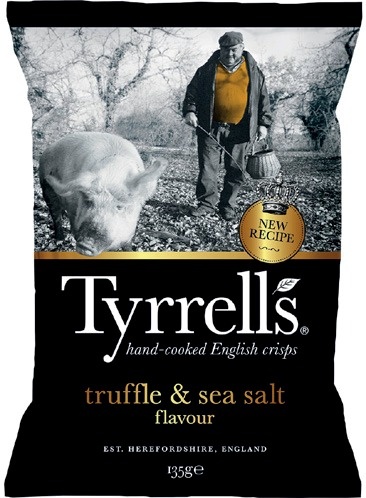 NEW
RECIPE
Tyrrells®
hand-cooked English crisps
truffle & sea salt
flavour
EST. HEREFORDSHIRE, ENGLAND
135g℮